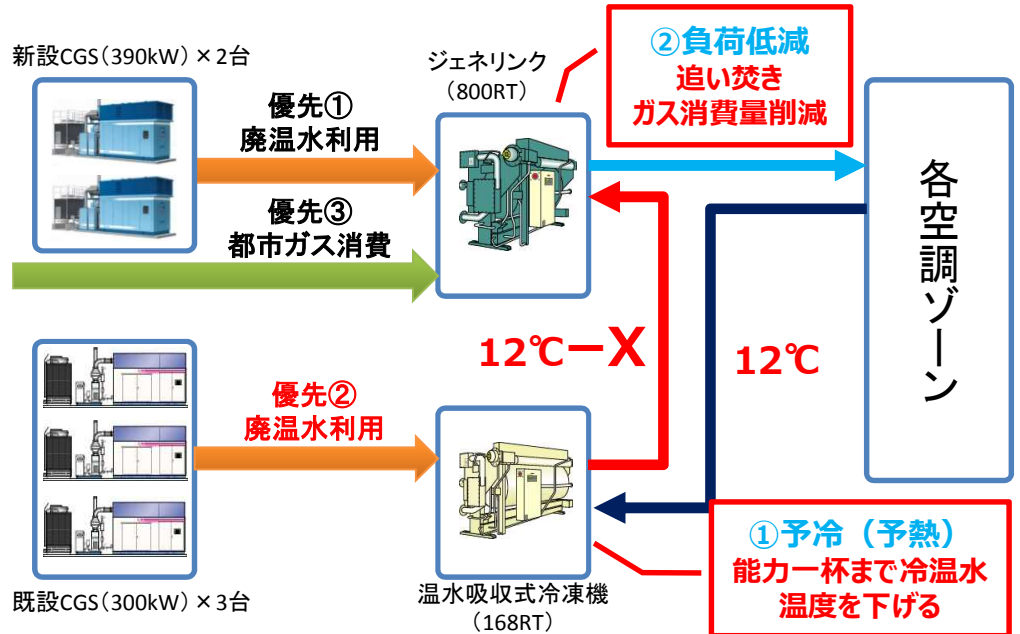 新設CGS(390kW)×2台
ジェネリンク
(800RT)
②負荷低減
追い焚き
ガス消費量削減
優先①
廃温水利用
優先③
都市ガス消費
各空調ゾーン
12℃ーX
12℃
優先②
廃温水利用
①予冷（予熱）
能力一杯まで冷温水
温度を下げる
既設CGS(300kW)×3台
温水吸収式冷凍機
(168RT)